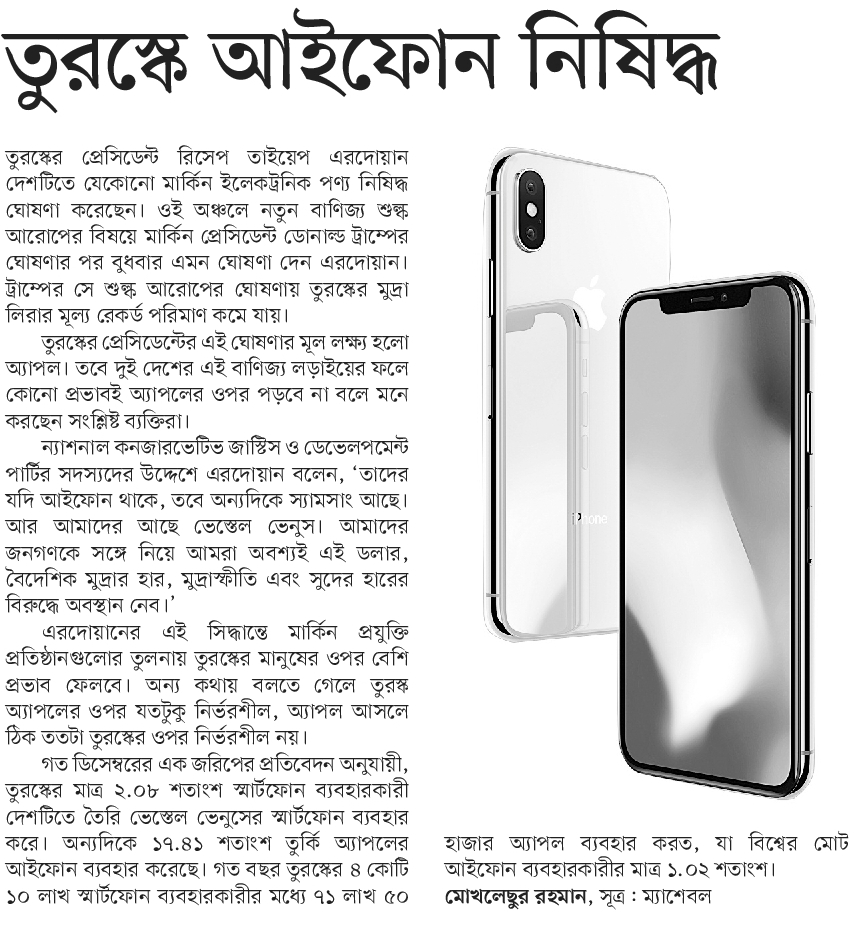 তুরস্কে আইফোন নিষিদ্ধ
তুরস্কের প্রেসিডেন্ট রিসেপ তাইয়েপ এরদোয়ান
দেশটিতে যেকোনো মার্কিন ইলেকট্রনিক পণ্য নিষিদ্ধ
ঘোষণা করেছেন। ওই অঞ্চলে নতুন বাণিজ্য শুল্ক
আরোপের বিষয়ে মার্কিন প্রেসিডেন্ট ডোনাল্ড ট্রাম্পের
ঘোষণার পর বুধবার এমন ঘোষণা দেন এরদোয়ান।
ট্রাম্পের সে শুল্ক আরোপের ঘোষণায় তুরস্কের মুদ্রা
লিরার মূল্য রেকর্ড পরিমাণ কমে যায়।
তুরস্কের প্রেসিডেন্টের এই ঘোষণার মূল লক্ষ্য হলো
অ্যাপল। তবে দুই দেশের এই বাণিজ্য লড়াইয়ের ফলে
কোনো প্রভাবই অ্যাপলের ওপর পড়বে না বলে মনে
করছেন সংশ্লিষ্ট ব্যক্তিরা।
ন্যাশনাল কনজারভেটিভ জাস্টিস ও ডেভেলপমেন্ট
পার্টির সদস্যদের উদ্দেশে এরদোয়ান বলেন, ‘তাদের
যদি আইফোন থাকে, তবে অন্যদিকে স্যামসাং আছে।
আর আমাদের আছে ভেস্তেল ভেনুস। আমাদের
জনগণকে সঙ্গে নিয়ে আমরা অবশ্যই এই ডলার,
বৈদেশিক মুদ্রার হার, মুদ্রাস্ফীতি এবং সুদের হারের
বিরুদ্ধে অবস্থান নেব।’
এরদোয়ানের এই সিদ্ধান্তে মার্কিন প্রযুক্তি
প্রতিষ্ঠানগুলোর তুলনায় তুরস্কের মানুষের ওপর বেশি
প্রভাব ফেলবে। অন্য কথায় বলতে গেলে তুরস্ক
অ্যাপলের ওপর যতটুকু নির্ভরশীল, অ্যাপল আসলে
ঠিক ততটা তুরস্কের ওপর নির্ভরশীল নয়।
গত ডিসেম্বরের এক জরিপের প্রতিবেদন অনুযায়ী,
তুরস্কের মাত্র ২.০৮ শতাংশ স্মার্টফোন ব্যবহারকারী
দেশটিতে তৈরি ভেস্তেল ভেনুসের স্মার্টফোন ব্যবহার
করে। অন্যদিকে ১৭.৪১ শতাংশ তুর্কি অ্যাপলের
আইফোন ব্যবহার করেছে। গত বছর তুরস্কের ৪ কোটি
১০ লাখ স্মার্টফোন ব্যবহারকারীর মধ্যে ৭১ লাখ ৫০
iPhone
হাজার অ্যাপল ব্যবহার করত, যা বিশ্বের মোট
আইফোন ব্যবহারকারীর মাত্র ১.০২ শতাংশ।
মোখলেছুর রহমান, সূত্র : ম্যাশেবল